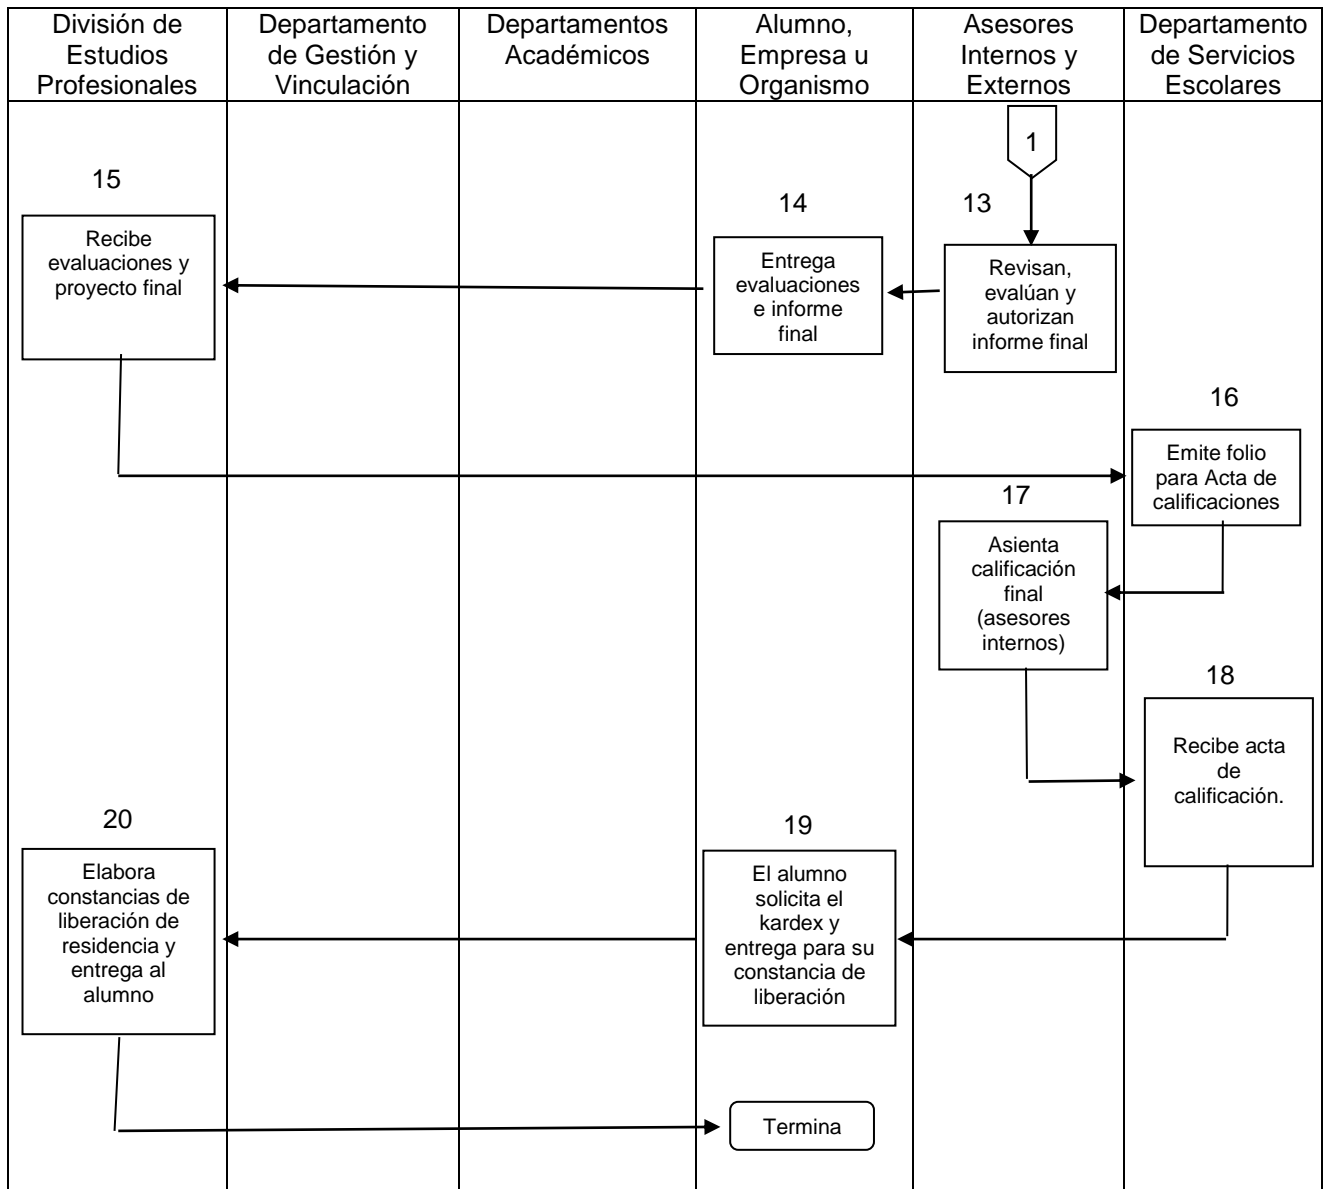 División de
Estudios
Profesionales
Departamento
de Gestión y
Vinculación
Departamentos
Académicos
Alumno,
Empresa u
Organismo
Asesores
Internos y
Externos
Departamento
de Servicios
Escolares
1
13
Revisan,
evalúan y
autorizan
informe final
14
Entrega
evaluaciones
e informe
final
15
Recibe
evaluaciones y
proyecto final
16
Emite folio
para Acta de
calificaciones
17
Asienta
calificación
final
(asesores
internos)
18
Recibe acta
de
calificación.
19
El alumno
solicita el
kardex y
entrega para su
constancia de
liberación
20
Elabora
constancias de
liberación de
residencia y
entrega al
alumno
Termina